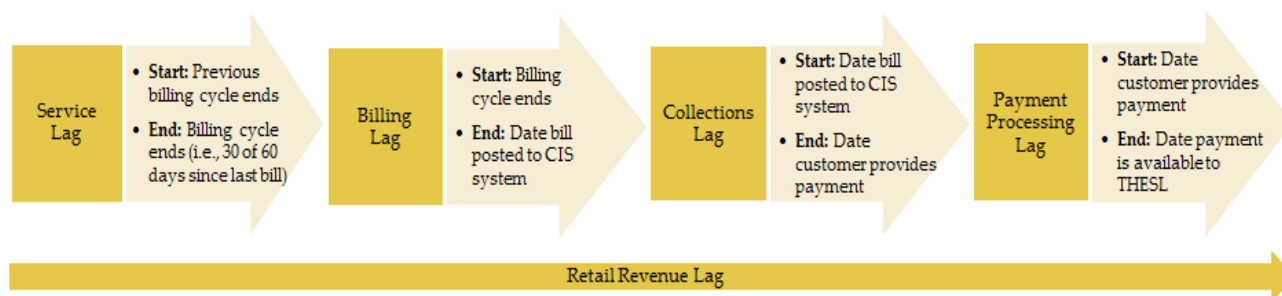 Service
Lag
• Start: Previous
billing cycle ends
• End: Billing cycle
ends (i.e., 30 of 60
days since last bill)
Billing
Lag
• Start: Billing
cycle ends
• End: Date bill
posted to CIS
system
Collections
Lag
• Start: Date bill
posted to CIS
system
• End: Date
customer provides
payment
Payment
Processing
Lag
• Start: Date
customer provides
payment
• End: Date payment
is available to
THESL
Retail Revenue Lag